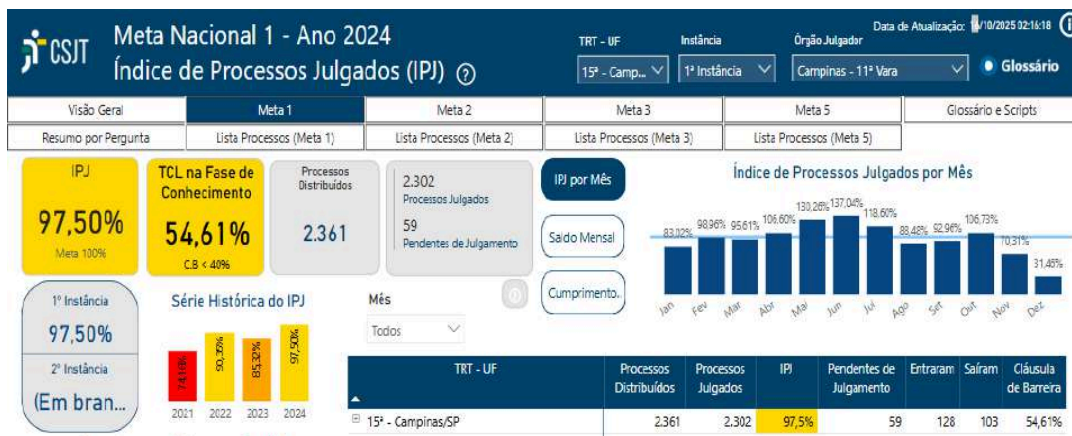 CSJT
Meta Nacional 1 - Ano 2024
Índice de Processos Julgados (IPJ)
Data de Atualização: 16/10/2025 02:16:18
TRT - UF
Instância
Órgão Julgador
15ª - Camp...
1ª Instância
Campinas - 11ª Vara
Glossário
Visão Geral
Meta 1
Meta 2
Meta 3
Meta 5
Glossário e Scripts
Resumo por Pergunta
Lista Processos (Meta 1)
Lista Processos (Meta 2)
Lista Processos (Meta 3)
Lista Processos (Meta 5)
IPJ
97,50%
Meta 100%
TCL na Fase de
Conhecimento
54,61%
C.B < 40%
Processos
Distribuídos
2.361
2.302
Processos Julgados
59
Pendentes de Julgamento
IPJ por Mês
Saldo Mensal
Cumprimento..
Índice de Processos Julgados por Mês
83,02% 98,96% 95,61% 106,60% 130,26% 137,04% 118,60% 88,48% 92,96% 106,73% 70,31% 31,46%
Jan Fev Mar Abr Mai Jun Jul Ago Set Out Nov Dez
1º Instância
97,50%
2º Instância
(Em bran...
Série Histórica do IPJ
74,16% 90,35% 85,32% 97,50%
2021 2022 2023 2024
Mês
Todos
TRT - UF Processos Distribuídos Processos Julgados IPJ Pendentes de Julgamento Entraram Saíram Cláusula de Barreira
15ª - Campinas/SP 2.361 2.302 97,5% 59 128 103 54,61%